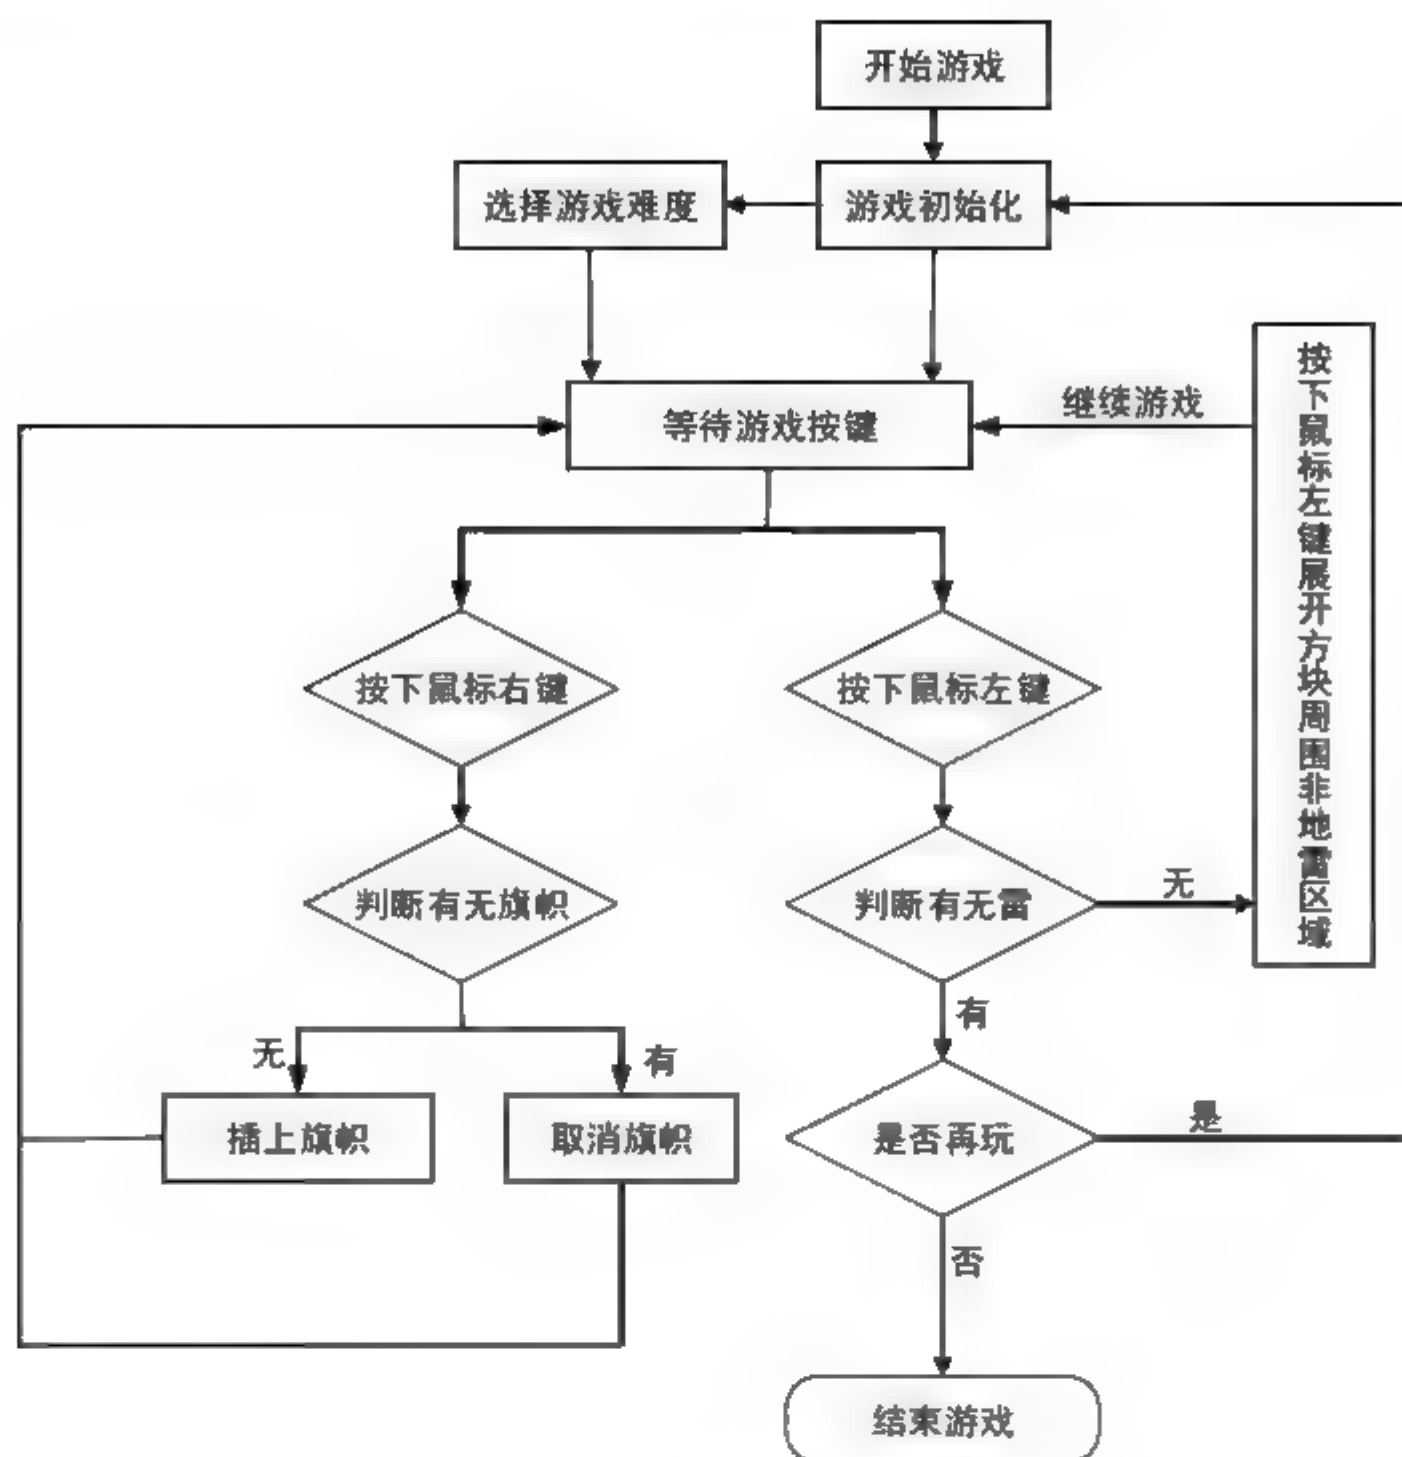 开始游戏
选择游戏难度
游戏初始化
等待游戏按键
继续游戏
按下鼠标左键展开方块周围非地雷区域
按下鼠标右键
按下鼠标左键
判断有无旗帜
判断有无雷
无
有
无
有
插上旗帜
取消旗帜
是否再玩
是
否
结束游戏